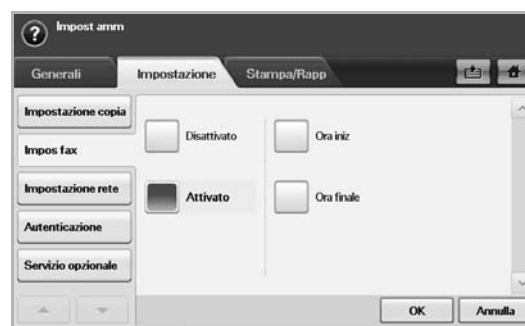 ? Impost amm
Generali Impostazione Stampa/Rapp
Impostazione copia
Impos fax
Impostazione rete
Autenticazione
Servizio opzionale
Disattivato Ora iniz
Attivato Ora finale
OK Annulla